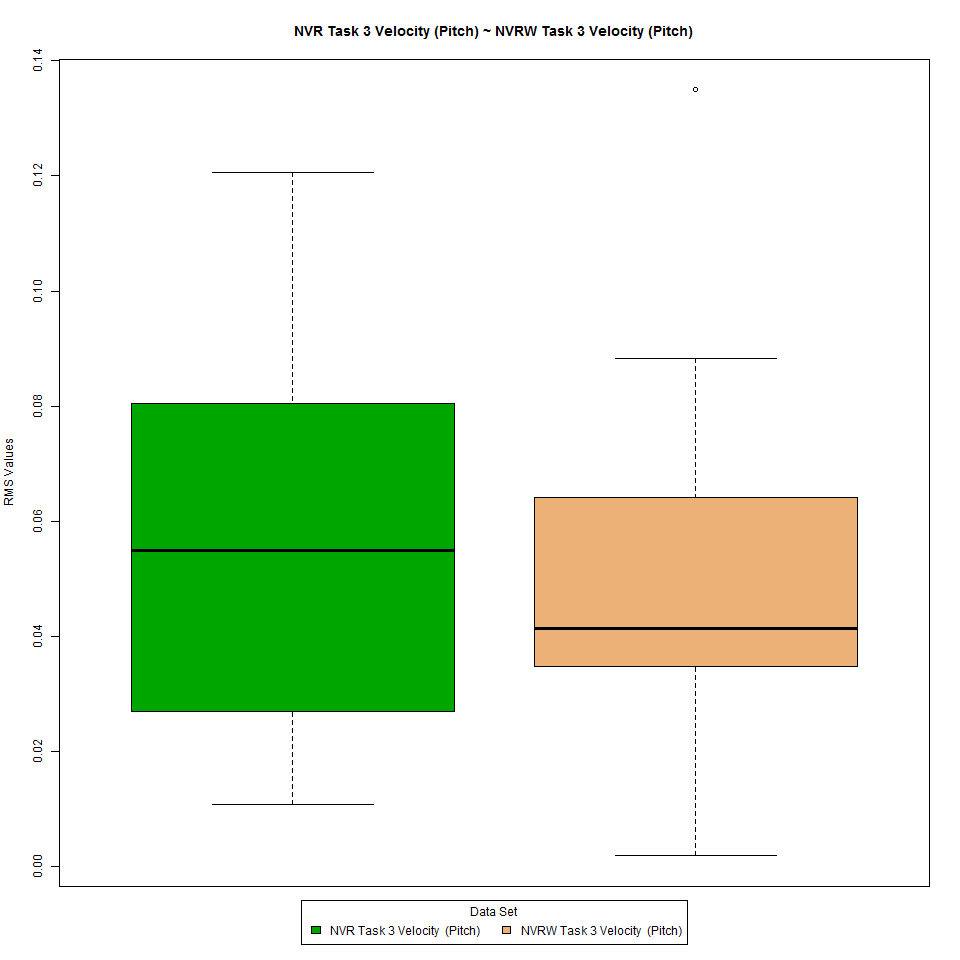 NVR Task 3 Velocity (Pitch) ~ NVRW Task 3 Velocity (Pitch)
0.14
0.12
0.10
0.08
0.06
0.04
0.02
0.00
RMS Values
Data Set
NVR Task 3 Velocity (Pitch) NVRW Task 3 Velocity (Pitch)